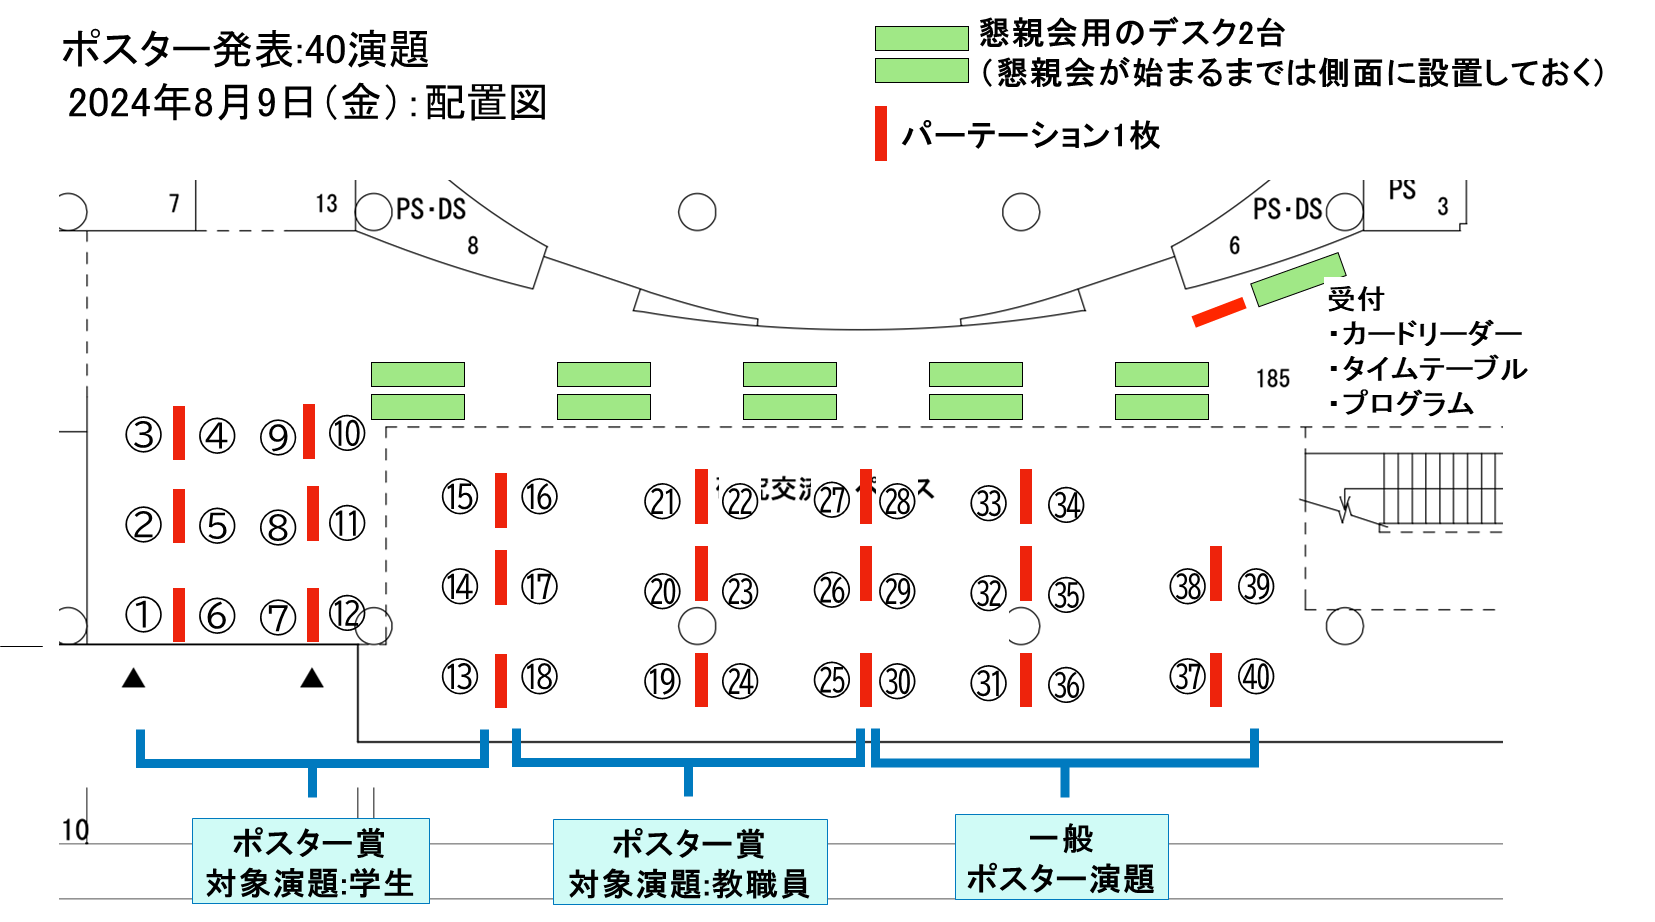 ポスター発表:40演題
2024年8月9日（金）:配置図
懇親会用のデスク2台
（懇親会が始まるまでは側面に設置しておく）
パーテーション1枚
7
13
PS・DS
8
PS・DS
6
PS
3
受付
・カードリーダー
・タイムテーブル
・プログラム
185
③ ④ ⑨ ⑩
② ⑤ ⑧ ⑪
① ⑥ ⑦ ⑫
交流
ス
⑮ ⑯ ㉑ ㉒ ㉗ ㉘ ㉝ ㉞
⑭ ⑰ ⑳ ㉓ ㉖ ㉙ ㉜ ㉟ ㊳ ㊴
⑬ ⑱ ⑲ ㉔ ㉕ ㉚ ㉛ ㊱ ㊲ ㊵
10
ポスター賞
対象演題:学生
ポスター賞
対象演題:教職員
一般
ポスター演題